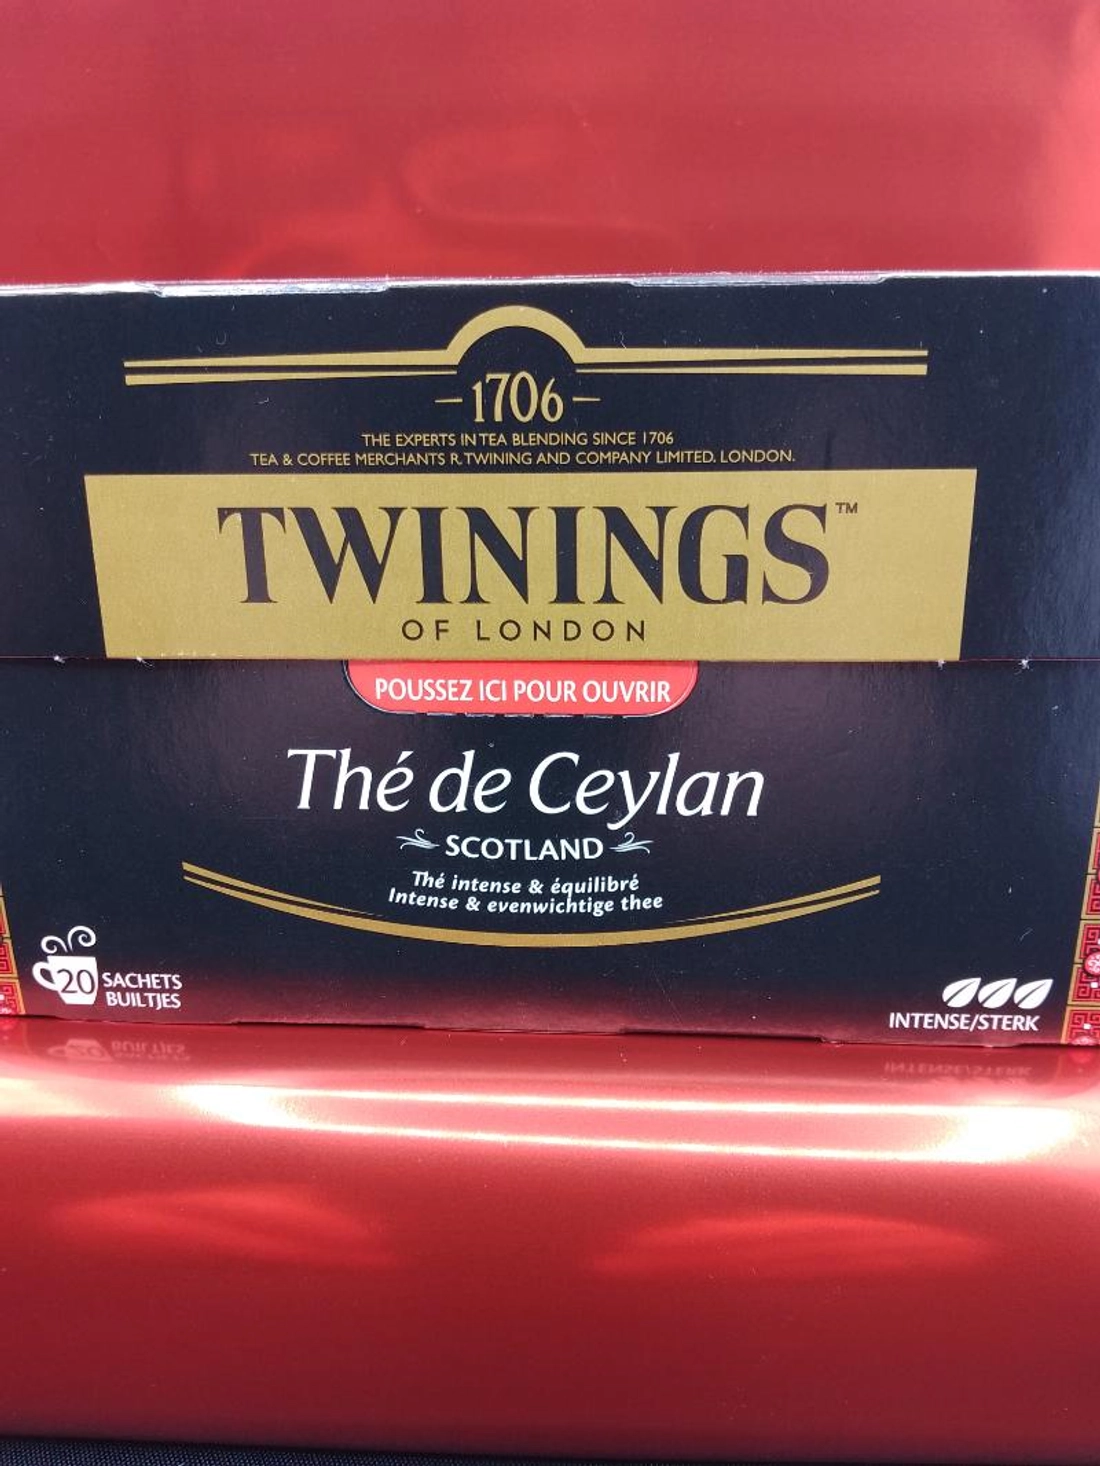 1706
THE EXPERTS IN TEA BLENDING SINCE 1706
TEA & COFFEE MERCHANTS R. TWINING AND COMPANY LIMITED. LONDON.
TWININGS™
OF LONDON
POUSSEZ ICI POUR OUVRIR
Thé de Ceylan
SCOTLAND
Thé intense & équilibré
Intense & evenwichtige thee
20 SACHETS
BUILTJES
INTENSE/STERK